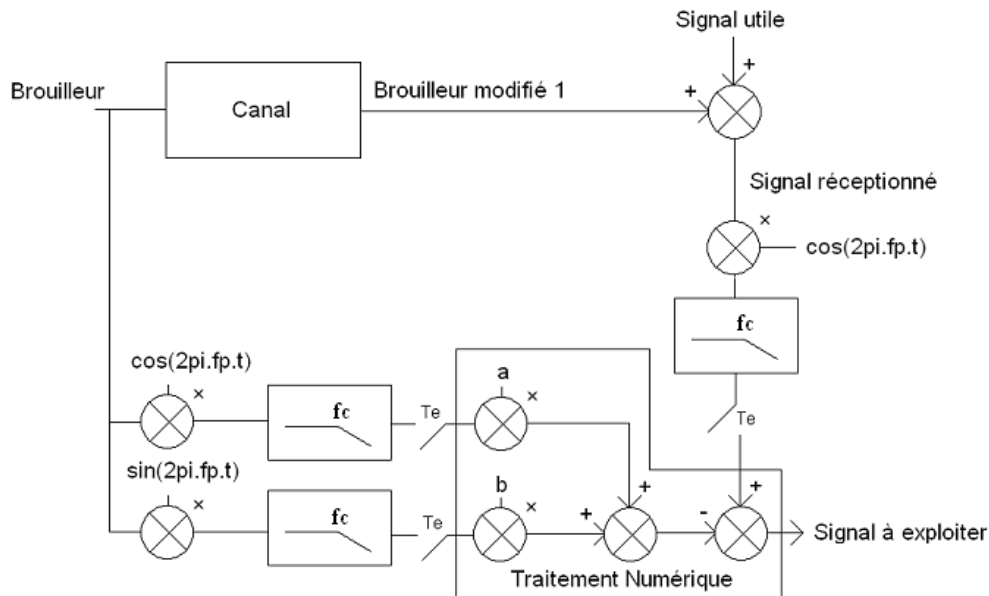 Signal utile
+
Brouilleur
Canal
Brouilleur modifié 1
+
Signal réceptionné
×
cos(2pi.fp.t)
fc
Te
cos(2pi.fp.t)
×
fc
Te
a
×
sin(2pi.fp.t)
×
fc
Te
b
×
+
+
-
+
Signal à exploiter
Traitement Numérique